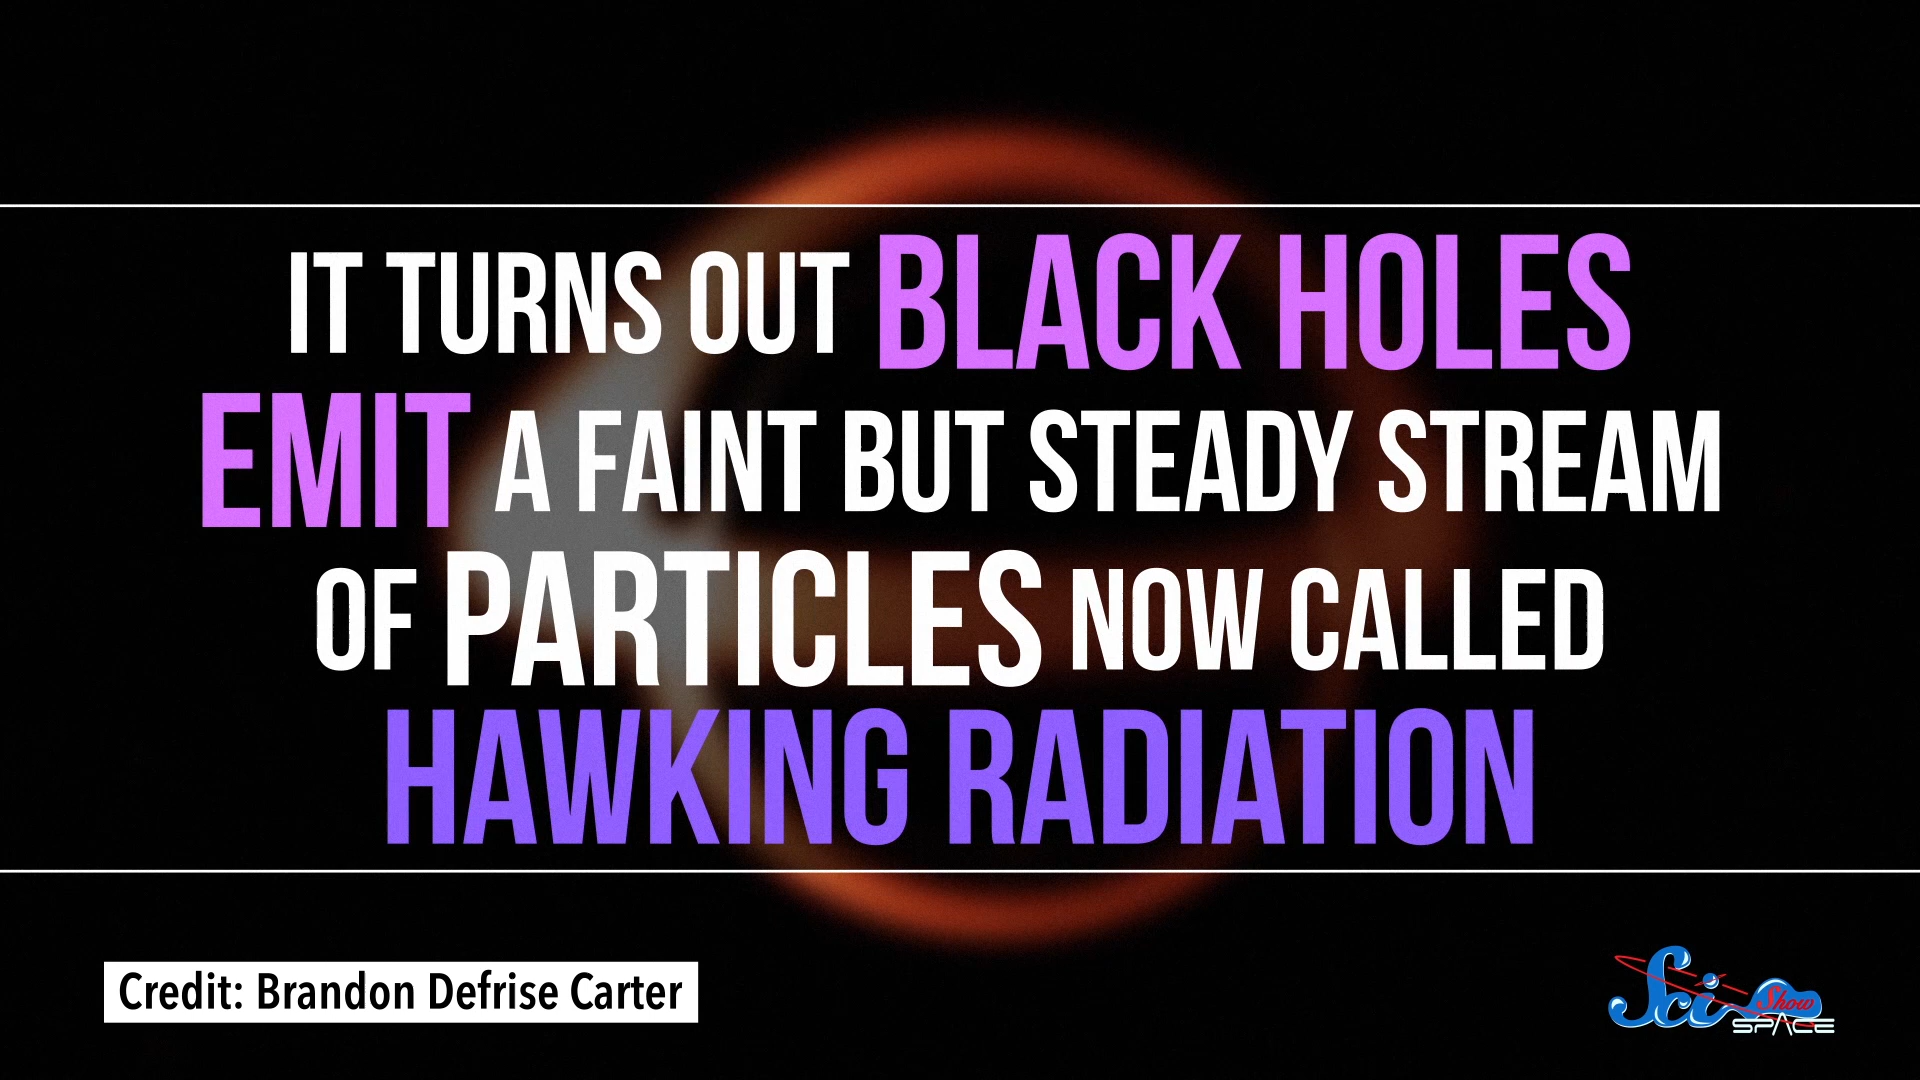 IT TURNS OUT BLACK HOLES
EMIT A FAINT BUT STEADY STREAM
OF PARTICLES NOW CALLED
HAWKING RADIATION
Credit: Brandon Defrise Carter
Sci Show
SPACE